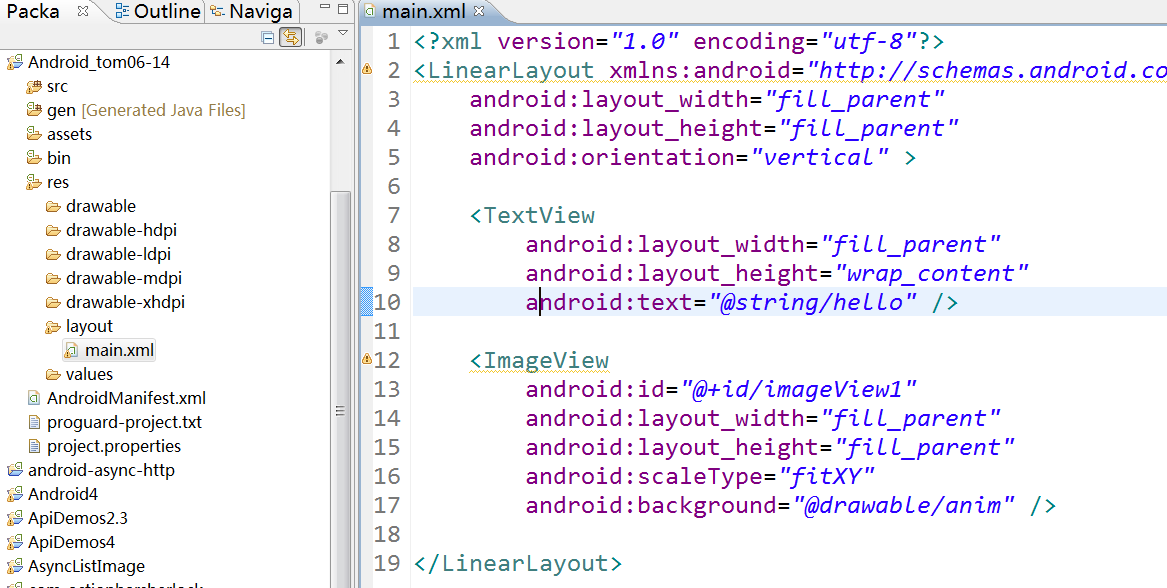 Packa
Outline
Naviga
Android_tom06-14
src
gen [Generated Java Files]
assets
bin
res
drawable
drawable-hdpi
drawable-ldpi
drawable-mdpi
drawable-xhdpi
layout
main.xml
values
AndroidManifest.xml
proguard-project.txt
project.properties
android-async-http
Android4
ApiDemos2.3
ApiDemos4
AsyncListImage
main.xml
1 <?xml version="1.0" encoding="utf-8"?>
2 <LinearLayout xmlns:android="http://schemas.android.co
3 android:layout_width="fill_parent"
4 android:layout_height="fill_parent"
5 android:orientation="vertical" >
6
7 <TextView
8 android:layout_width="fill_parent"
9 android:layout_height="wrap_content"
10 android:text="@string/hello" />
11
12 <ImageView
13 android:id="@+id/imageView1"
14 android:layout_width="fill_parent"
15 android:layout_height="fill_parent"
16 android:scaleType="fitXY"
17 android:background="@drawable/anim" />
18
19 </LinearLayout>